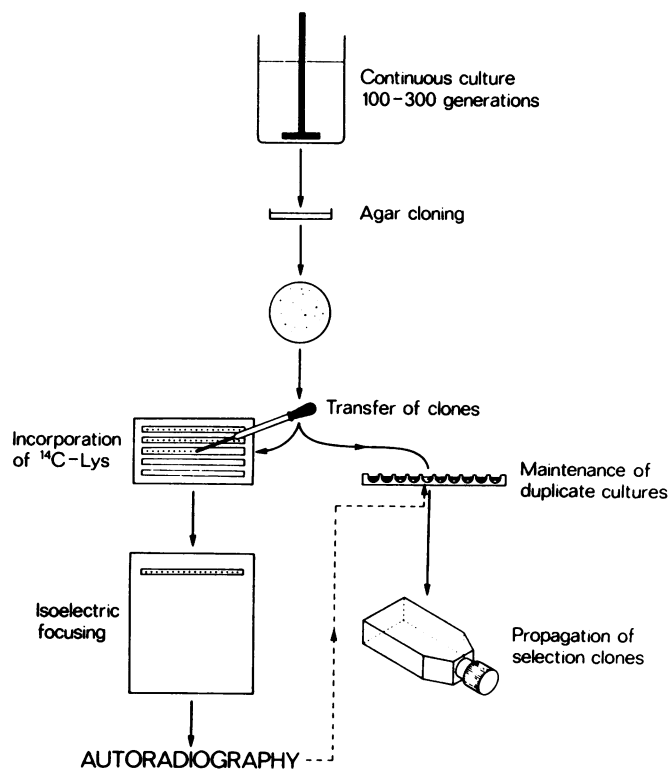 Continuous culture
100-300 generations
Agar cloning
Transfer of clones
Incorporation
of ¹⁴C-Lys
Maintenance of
duplicate cultures
Isoelectric
focusing
Propagation of
selection clones
AUTORADIOGRAPHY